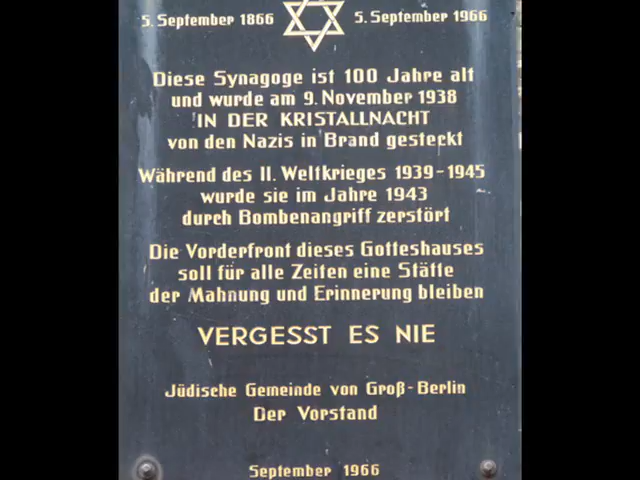 5. September 1866 5. September 1966
Diese Synagoge ist 100 Jahre alt
und wurde am 9. November 1938
IN DER KRISTALLNACHT
von den Nazis in Brand gesteckt
Während des II. Weltkrieges 1939-1945
wurde sie im Jahre 1943
durch Bombenangriff zerstört
Die Vorderfront dieses Gotteshauses
soll für alle Zeiten eine Stätte
der Mahnung und Erinnerung bleiben
VERGESST ES NIE
Jüdische Gemeinde von Groß-Berlin
Der Vorstand
September 1966